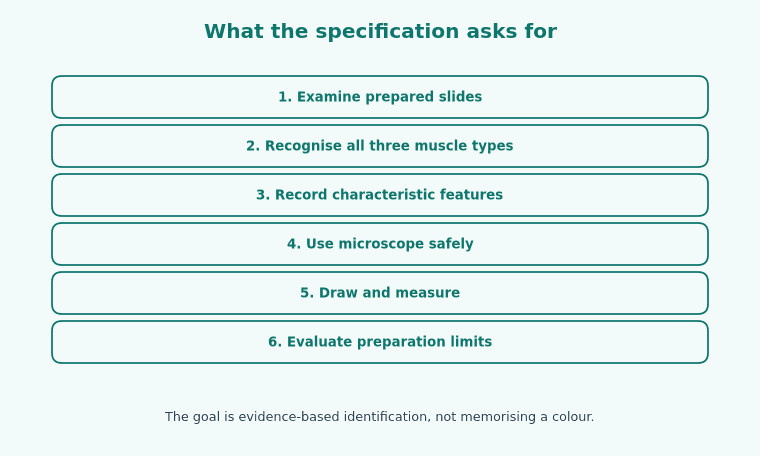 What the specification asks for
1. Examine prepared slides
2. Recognise all three muscle types
3. Record characteristic features
4. Use microscope safely
5. Draw and measure
6. Evaluate preparation limits
The goal is evidence-based identification, not memorising a colour.